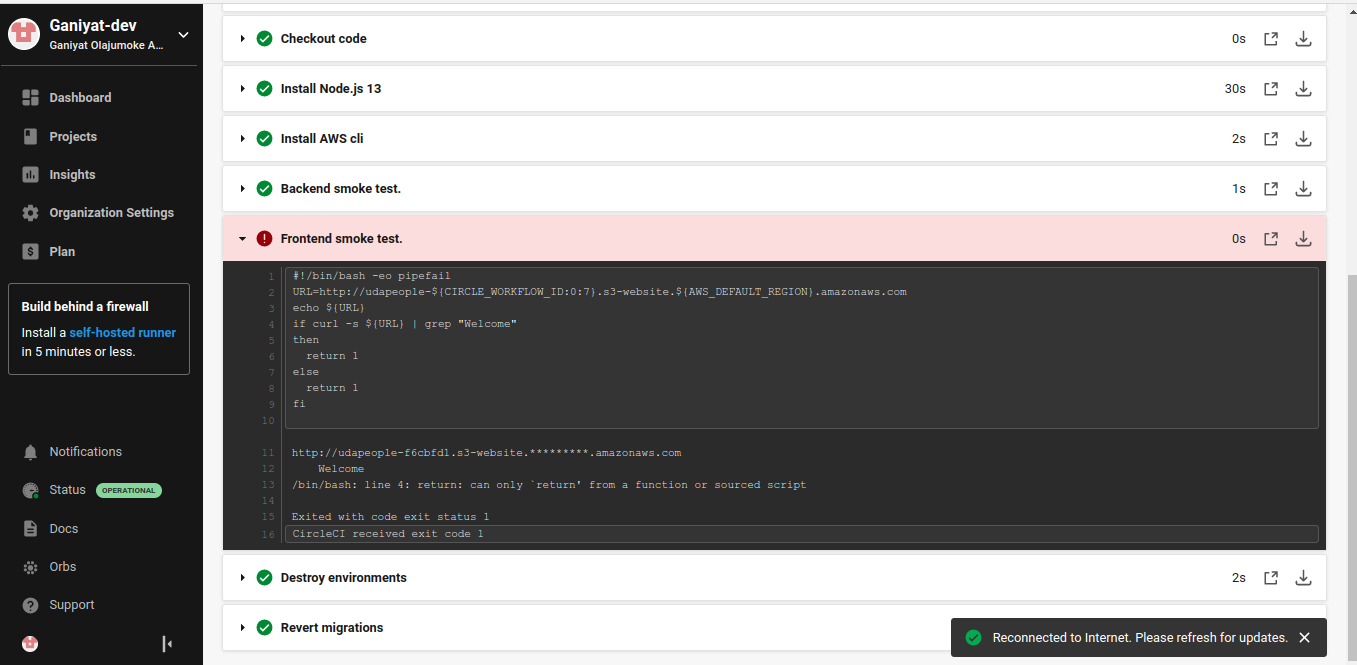 Ganiyat-dev
Ganiyat Olajumoke A...
Dashboard
Projects
Insights
Organization Settings
Plan
Build behind a firewall
Install a self-hosted runner
in 5 minutes or less.
Notifications
Status OPERATIONAL
Docs
Orbs
Support
Checkout code 0s
Install Node.js 13 30s
Install AWS cli 2s
Backend smoke test. 1s
Frontend smoke test. 0s
1 #!/bin/bash -eo pipefail
2 URL=http://udapeople-${CIRCLE_WORKFLOW_ID:0:7}.s3-website.${AWS_DEFAULT_REGION}.amazonaws.com
3 echo ${URL}
4 if curl -s ${URL} | grep "Welcome"
5 then
6   return 1
7 else
8   return 1
9 fi
10
11 http://udapeople-f6cbfd1.s3-website.*********.amazonaws.com
12     Welcome
13 /bin/bash: line 4: return: can only `return' from a function or sourced script
14
15 Exited with code exit status 1
16 CircleCI received exit code 1
Destroy environments 2s
Revert migrations
Reconnected to Internet. Please refresh for updates.